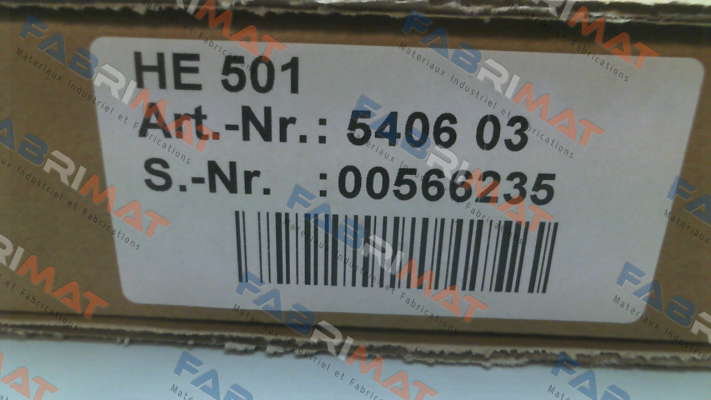 HE 501
Art.-Nr.: 5406 03
S.-Nr. :00566235
FABRIMAT
Materiaux Industriel et Fabrications